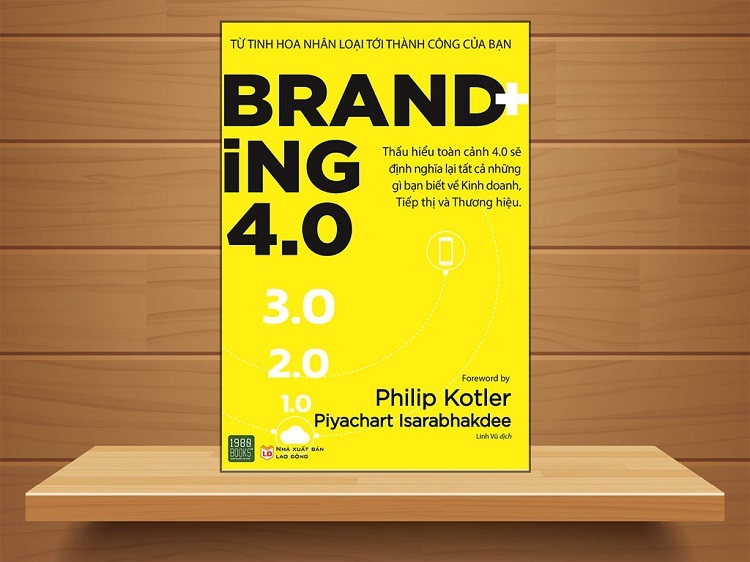 TỪ TINH HOA NHÂN LOẠI TỚI THÀNH CÔNG CỦA BẠN
BRAND+
iNG
4.0
Thấu hiểu toàn cảnh 4.0 sẽ
định nghĩa lại tất cả những
gì bạn biết về Kinh doanh,
Tiếp thị và Thương hiệu.
3.0
2.0
1.0
Foreword by
Philip Kotler
Piyachart Isarabhakdee
Linh Vũ dịch
1980
BOOKS
LĐ
NHÀ XUẤT BẢN
LAO ĐỘNG